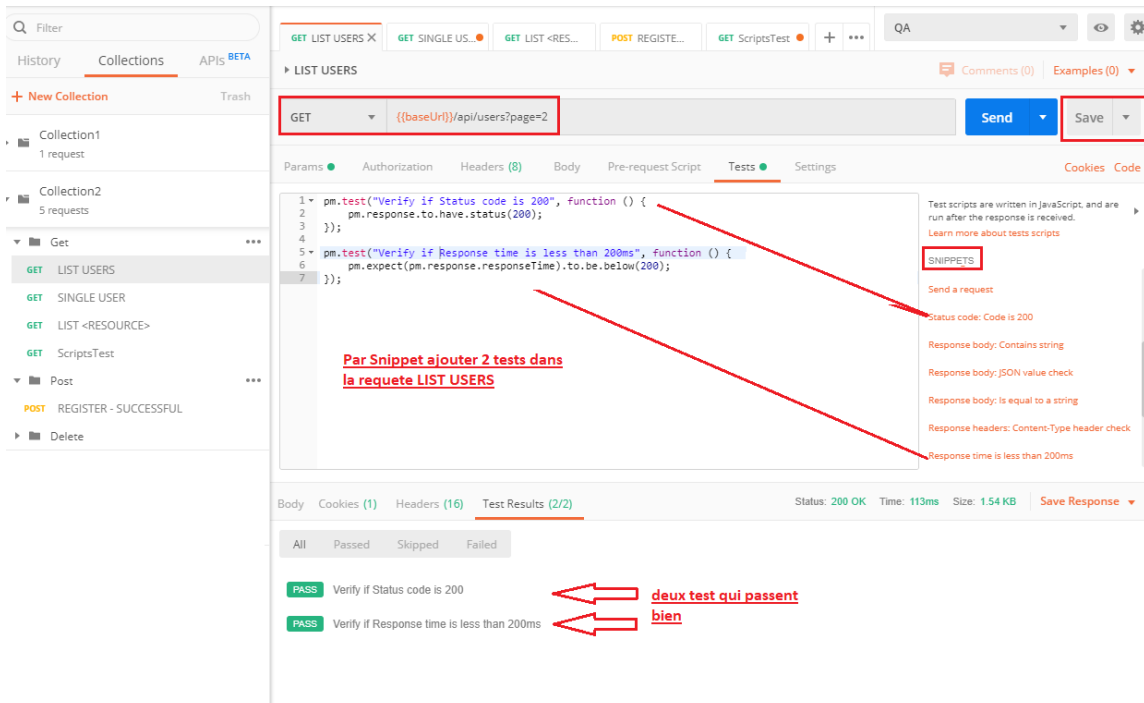 Filter
History Collections APIs BETA
+ New Collection Trash
Collection1
1 request
Collection2
5 requests
Get
GET LIST USERS
GET SINGLE USER
GET LIST <RESOURCE>
GET ScriptsTest
Post
POST REGISTER - SUCCESSFUL
Delete
GET LIST USERS X GET SINGLE US... GET LIST <RES... POST REGISTE... GET ScriptsTest + ••• QA
LIST USERS Comments (0) Examples (0)
GET {{baseUrl}}/api/users?page=2 Send Save
Params Authorization Headers (8) Body Pre-request Script Tests Settings Cookies Code
1 pm.test("Verify if Status code is 200", function () {
2 pm.response.to.have.status(200);
3 });
4
5 pm.test("Verify if Response time is less than 200ms", function () {
6 pm.expect(pm.response.responseTime).to.be.below(200);
7 });
Par Snippet ajouter 2 tests dans
la requete LIST USERS
Test scripts are written in JavaScript, and are
run after the response is received.
Learn more about tests scripts
SNIPPETS
Send a request
Status code: Code is 200
Response body: Contains string
Response body: JSON value check
Response body: Is equal to a string
Response headers: Content-Type header check
Response time is less than 200ms
Body Cookies (1) Headers (16) Test Results (2/2) Status: 200 OK Time: 113ms Size: 1.54 KB Save Response
All Passed Skipped Failed
PASS Verify if Status code is 200
PASS Verify if Response time is less than 200ms
deux test qui passent
bien